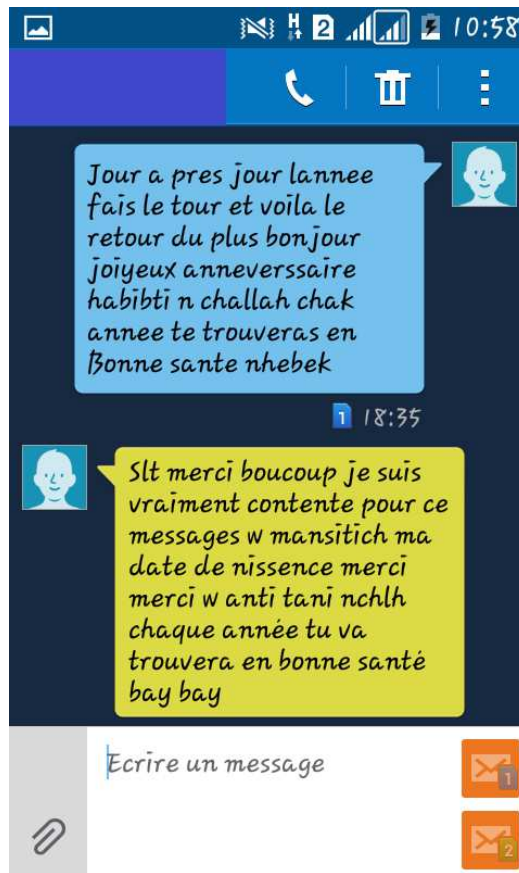 H 2 10:58
Jour a pres jour lannee
fais le tour et voila le
retour du plus bonjour
joiyeux anneverssaire
habibti n challah chak
annee te trouveras en
Bonne sante nhebek
1 18:35
Slt merci boucoup je suis
vraiment contente pour ce
messages w mansitich ma
date de nissence merci
merci w anti tani nchlh
chaque année tu va
trouvera en bonne santé
bay bay
Ecrire un message
1
2